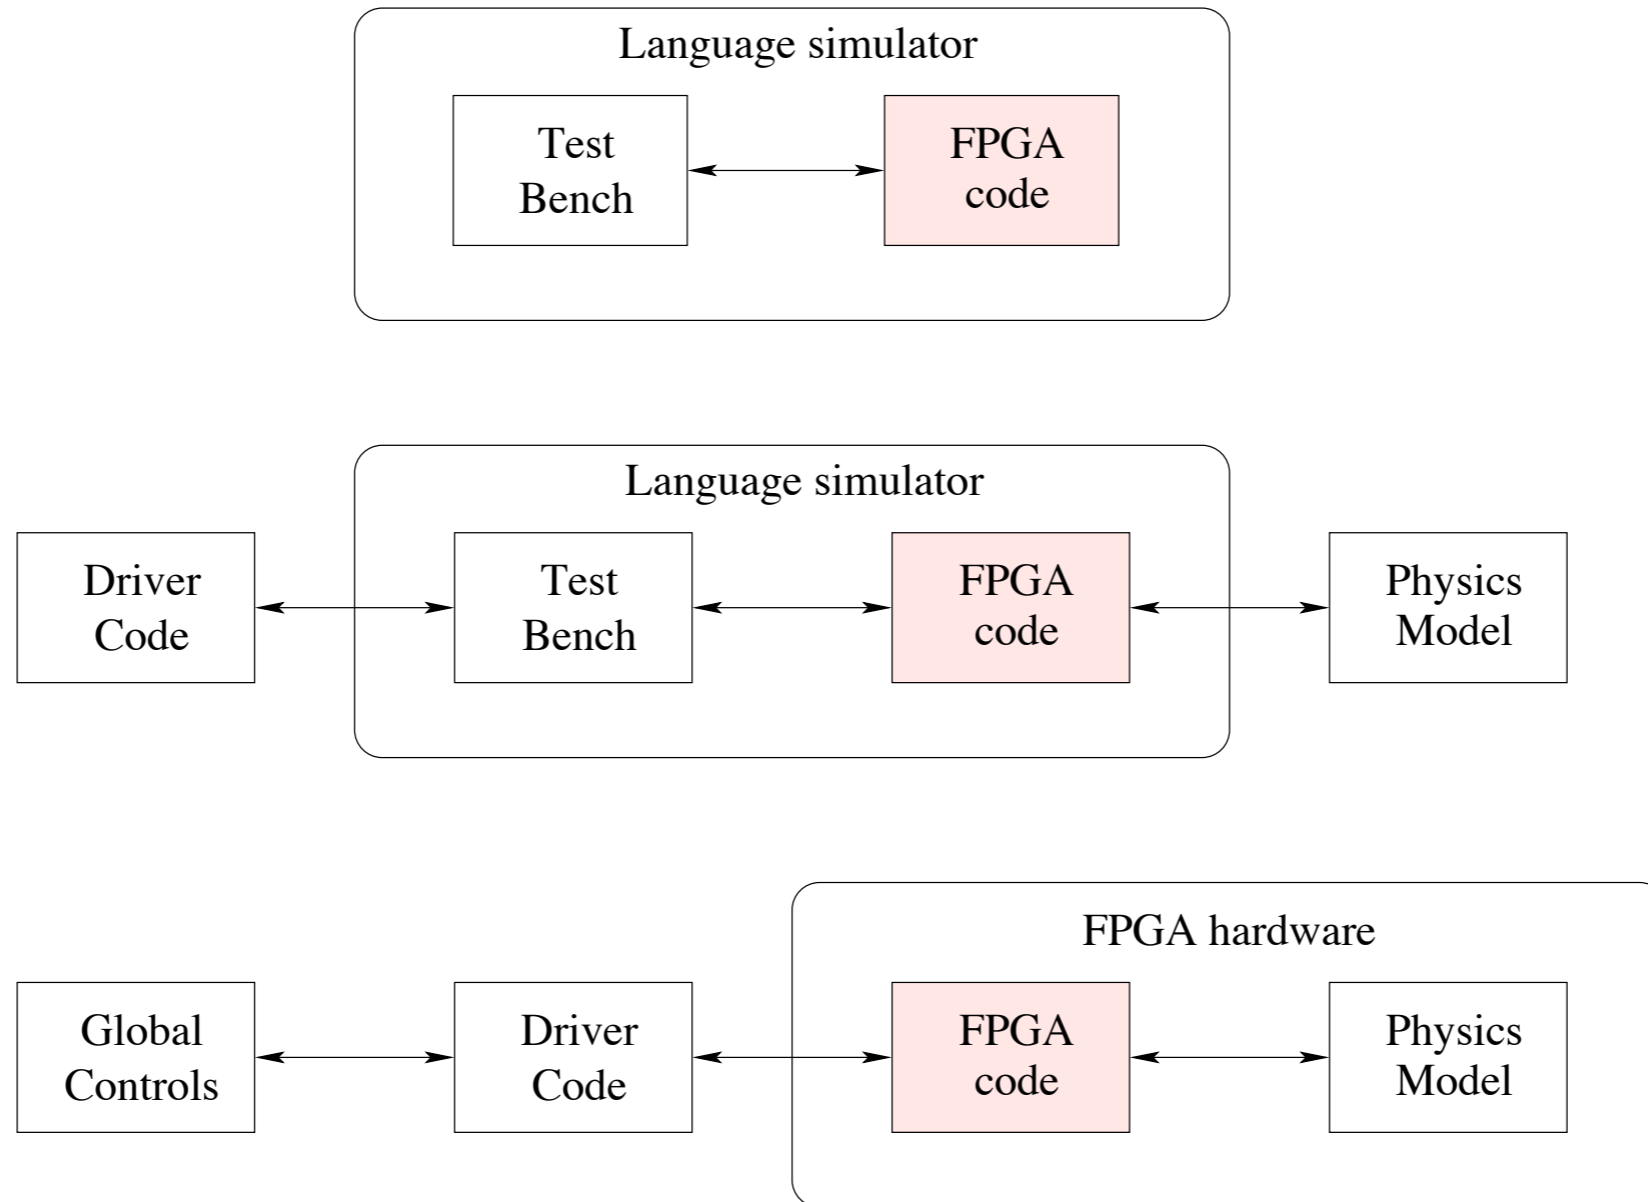 Language simulator
Test
Bench
FPGA
code
Language simulator
Driver
Code
Test
Bench
FPGA
code
Physics
Model
FPGA hardware
Global
Controls
Driver
Code
FPGA
code
Physics
Model